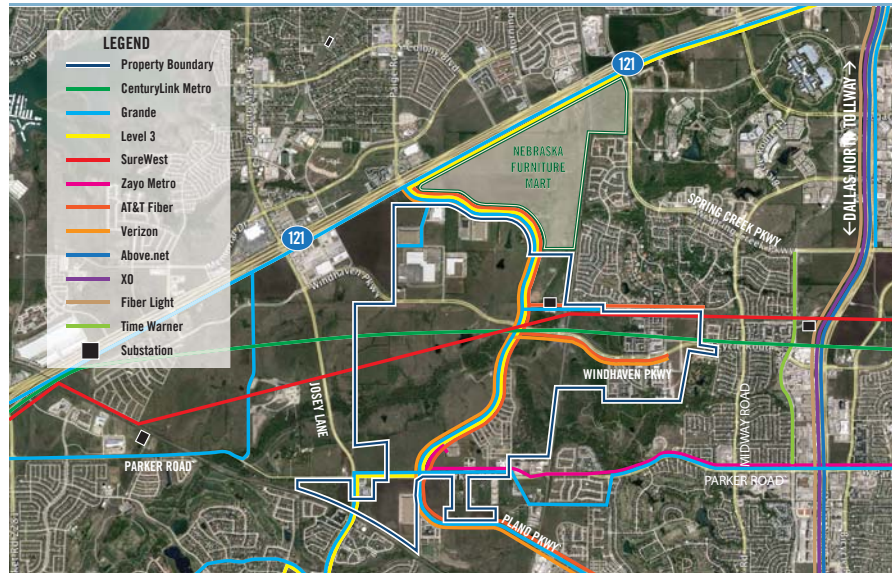 LEGEND
Property Boundary
CenturyLink Metro
Grande
Level 3
SureWest
Zayo Metro
AT&T Fiber
Verizon
Above.net
XO
Fiber Light
Time Warner
Substation
121
121
NEBRASKA
FURNITURE
MART
<DALLAS NORTH TOLLWAY>
SPRING CREEK PKWY
Windhaven Pkwy
WINDHAVEN PKWY
JOSEY LANE
MIDWAY ROAD
PARKER ROAD
PARKER ROAD
PLANO PKWY